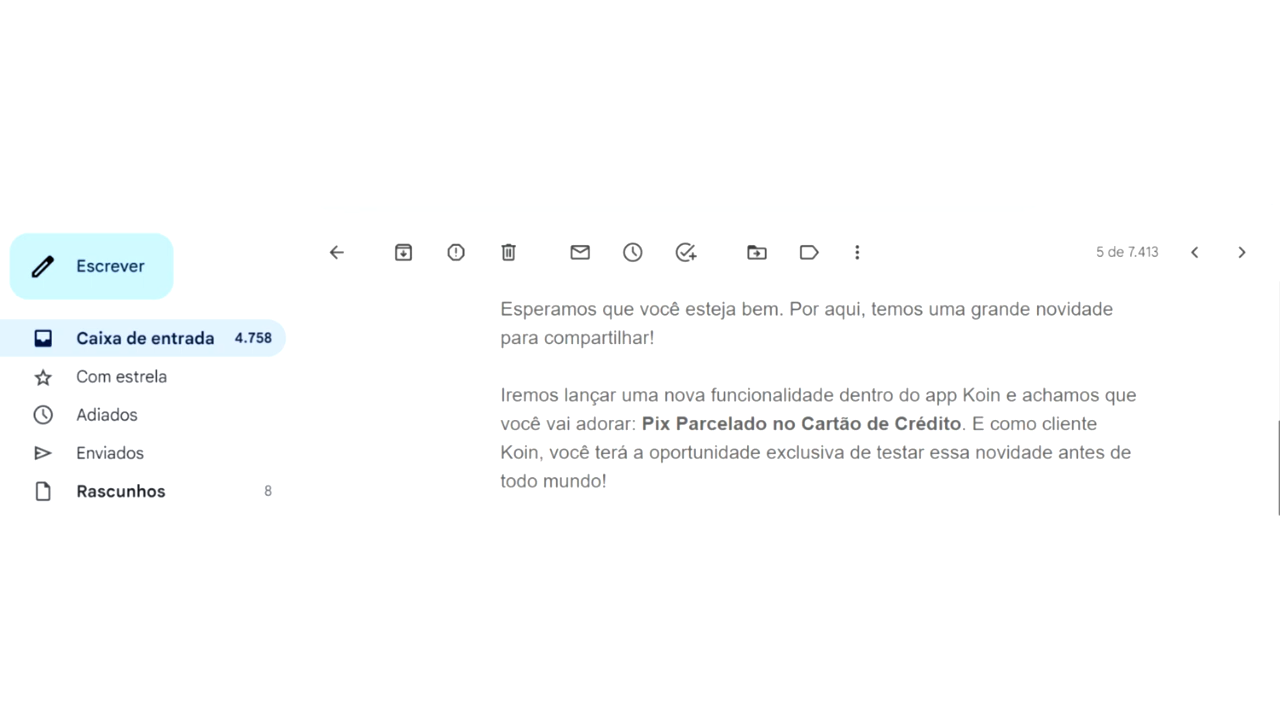 Escrever
5 de 7.413
Caixa de entrada 4.758
Com estrela
Adiados
Enviados
Rascunhos 8
Esperamos que você esteja bem. Por aqui, temos uma grande novidade
para compartilhar!
Iremos lançar uma nova funcionalidade dentro do app Koin e achamos que
você vai adorar: Pix Parcelado no Cartão de Crédito. E como cliente
Koin, você terá a oportunidade exclusiva de testar essa novidade antes de
todo mundo!